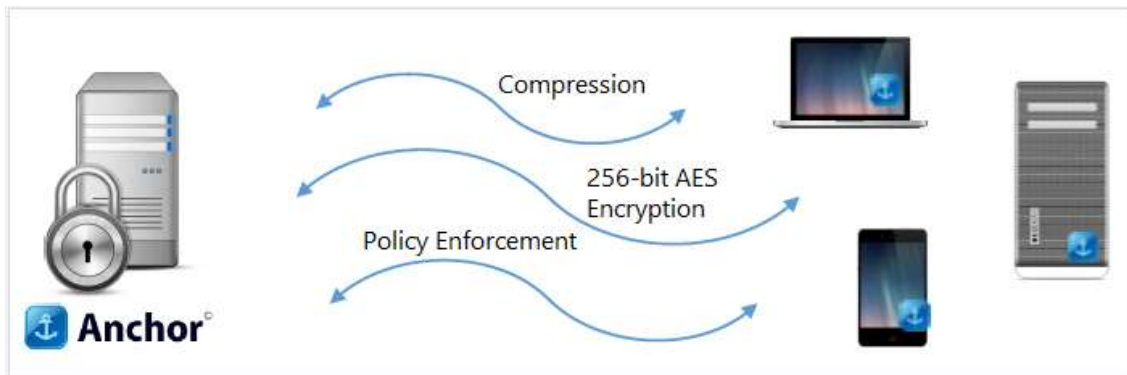 Compression
256-bit AES
Encryption
Policy Enforcement
Anchor©